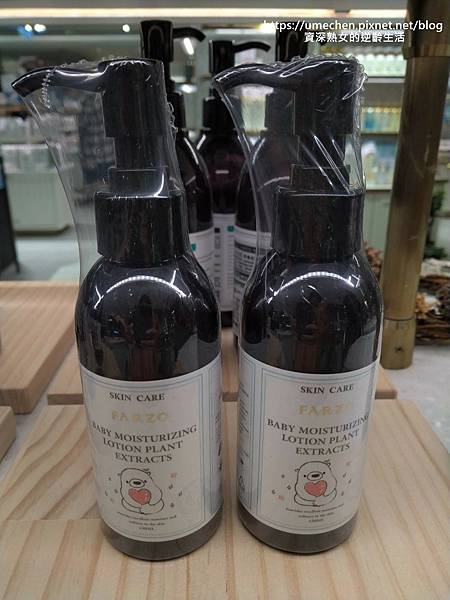 https://umechen.pixnet.net/blog
資深熟女的逆齡生活
SKIN CARE
FARZO
BABY MOISTURIZING
LOTION PLANT
EXTRACTS
SKIN CARE
FARZ
BABY MOISTURIZING
LOTION PLANT
EXTRACTS